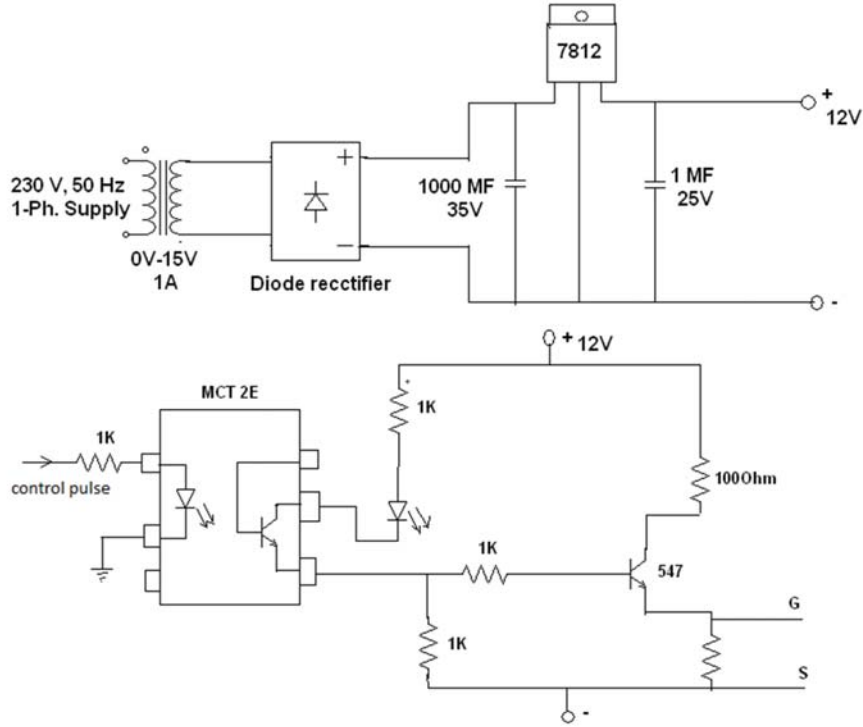 7812
+
12V
230 V, 50 Hz
1-Ph. Supply
+
−
1000 MF
35V
1 MF
25V
0V-15V
1A
Diode recctifier
-
+ 12V
MCT 2E
1K
1K
control pulse
100Ohm
1K
547
G
1K
S
-